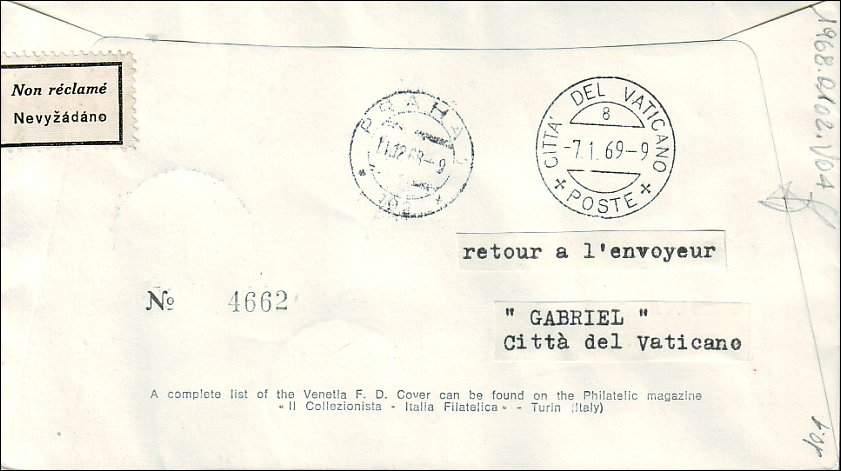 Non réclamé
Nevyžádáno
PRAHA
CITTA' DEL VATICANO
8
-7.1.69-9
POSTE
retour a l'envoyeur
№ 4662
" GABRIEL "
Città del Vaticano
A complete list of the Venetia F. D. Cover can be found on the Philatelic magazine
« Il Collezionista - Italia Filatelica » - Turin (Italy)